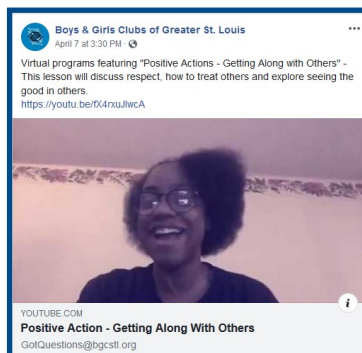 Boys & Girls Clubs of Greater St. Louis
April 7 at 3:30 PM ·
Virtual programs featuring "Positive Actions - Getting Along with Others" -
This lesson will discuss respect, how to treat others and explore seeing the
good in others.
https://youtu.be/fX4rxuJlwcA
YOUTUBE.COM
Positive Action - Getting Along With Others
GotQuestions@bgcstl.org